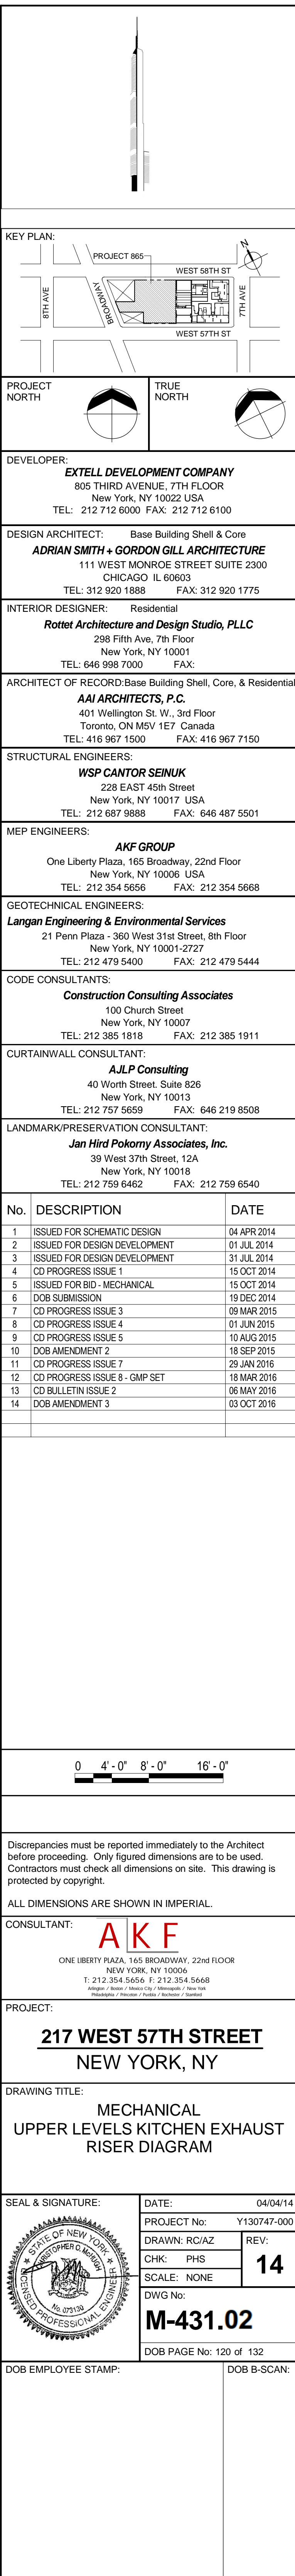 KEY PLAN:
N
PROJECT 865
WEST 58TH ST
8TH AVE
BROADWAY
7TH AVE
WEST 57TH ST
PROJECT NORTH
TRUE NORTH
DEVELOPER:
EXTELL DEVELOPMENT COMPANY
805 THIRD AVENUE, 7TH FLOOR
New York, NY 10022 USA
TEL: 212 712 6000 FAX: 212 712 6100
DESIGN ARCHITECT: Base Building Shell & Core
ADRIAN SMITH + GORDON GILL ARCHITECTURE
111 WEST MONROE STREET SUITE 2300
CHICAGO IL 60603
TEL: 312 920 1888 FAX: 312 920 1775
INTERIOR DESIGNER: Residential
Rottet Architecture and Design Studio, PLLC
298 Fifth Ave, 7th Floor
New York, NY 10001
TEL: 646 998 7000 FAX:
ARCHITECT OF RECORD:Base Building Shell, Core, & Residential
AAI ARCHITECTS, P.C.
401 Wellington St. W., 3rd Floor
Toronto, ON M5V 1E7 Canada
TEL: 416 967 1500 FAX: 416 967 7150
STRUCTURAL ENGINEERS:
WSP CANTOR SEINUK
228 EAST 45th Street
New York, NY 10017 USA
TEL: 212 687 9888 FAX: 646 487 5501
MEP ENGINEERS:
AKF GROUP
One Liberty Plaza, 165 Broadway, 22nd Floor
New York, NY 10006 USA
TEL: 212 354 5656 FAX: 212 354 5668
GEOTECHNICAL ENGINEERS:
Langan Engineering & Environmental Services
21 Penn Plaza - 360 West 31st Street, 8th Floor
New York, NY 10001-2727
TEL: 212 479 5400 FAX: 212 479 5444
CODE CONSULTANTS:
Construction Consulting Associates
100 Church Street
New York, NY 10007
TEL: 212 385 1818 FAX: 212 385 1911
CURTAINWALL CONSULTANT:
AJLP Consulting
40 Worth Street. Suite 826
New York, NY 10013
TEL: 212 757 5659 FAX: 646 219 8508
LANDMARK/PRESERVATION CONSULTANT:
Jan Hird Pokorny Associates, Inc.
39 West 37th Street, 12A
New York, NY 10018
TEL: 212 759 6462 FAX: 212 759 6540
No. DESCRIPTION DATE
1 ISSUED FOR SCHEMATIC DESIGN 04 APR 2014
2 ISSUED FOR DESIGN DEVELOPMENT 01 JUL 2014
3 ISSUED FOR DESIGN DEVELOPMENT 31 JUL 2014
4 CD PROGRESS ISSUE 1 15 OCT 2014
5 ISSUED FOR BID - MECHANICAL 15 OCT 2014
6 DOB SUBMISSION 19 DEC 2014
7 CD PROGRESS ISSUE 3 09 MAR 2015
8 CD PROGRESS ISSUE 4 01 JUN 2015
9 CD PROGRESS ISSUE 5 10 AUG 2015
10 DOB AMENDMENT 2 18 SEP 2015
11 CD PROGRESS ISSUE 7 29 JAN 2016
12 CD PROGRESS ISSUE 8 - GMP SET 18 MAR 2016
13 CD BULLETIN ISSUE 2 06 MAY 2016
14 DOB AMENDMENT 3 03 OCT 2016
0 4' - 0" 8' - 0" 16' - 0"
Discrepancies must be reported immediately to the Architect
before proceeding. Only figured dimensions are to be used.
Contractors must check all dimensions on site. This drawing is
protected by copyright.
ALL DIMENSIONS ARE SHOWN IN IMPERIAL.
CONSULTANT:
AKF
ONE LIBERTY PLAZA, 165 BROADWAY, 22nd FLOOR
NEW YORK, NY 10006
T: 212.354.5656 F: 212.354.5668
Arlington / Boston / Mexico City / Minneapolis / New York
Philadelphia / Princeton / Puebla / Rochester / Stamford
PROJECT:
217 WEST 57TH STREET
NEW YORK, NY
DRAWING TITLE:
MECHANICAL
UPPER LEVELS KITCHEN EXHAUST
RISER DIAGRAM
SEAL & SIGNATURE:
STATE OF NEW YORK
No. 073130
LICENSED PROFESSIONAL ENGINEER
DATE: 04/04/14
PROJECT No: Y130747-000
DRAWN: RC/AZ
REV:
14
CHK: PHS
SCALE: NONE
DWG No:
M-431.02
DOB PAGE No: 120 of 132
DOB EMPLOYEE STAMP:
DOB B-SCAN: